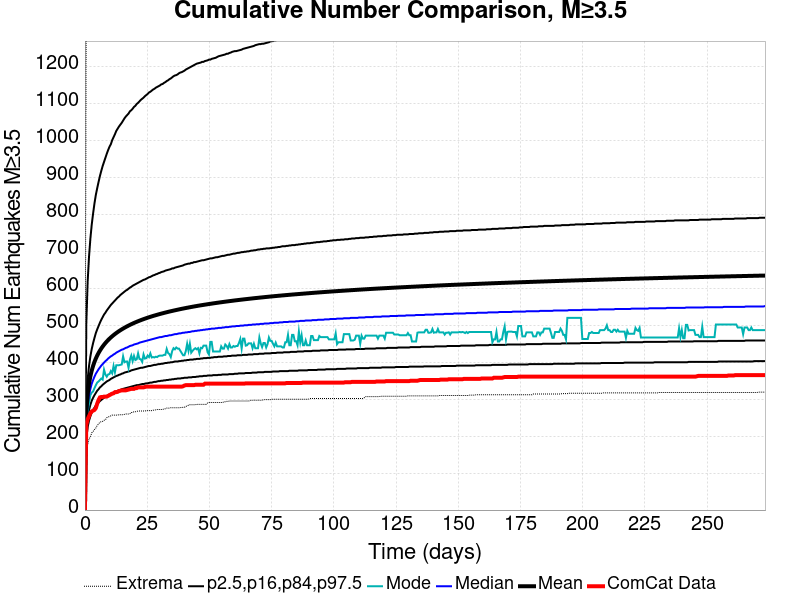 Cumulative Number Comparison, M≥3.5
Cumulative Num Earthquakes M≥3.5
1200
1100
1000
900
800
700
600
500
400
300
200
100
0
0 25 50 75 100 125 150 175 200 225 250
Time (days)
Extrema p2.5,p16,p84,p97.5 Mode Median Mean ComCat Data